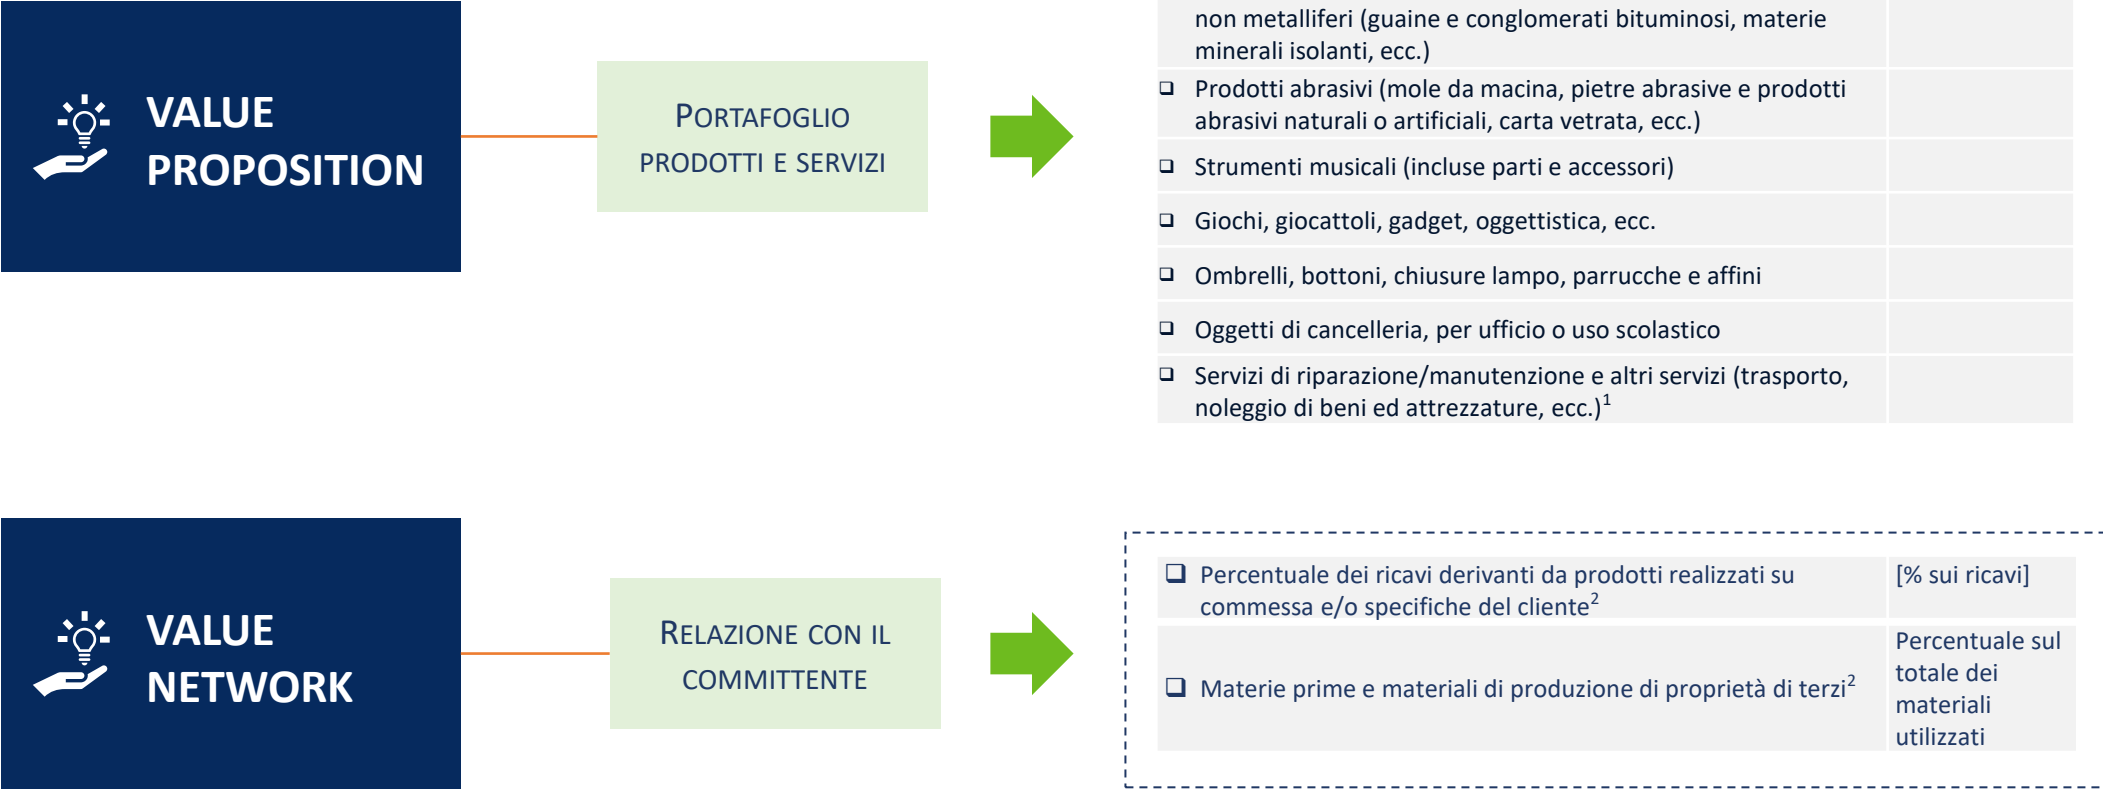 VALUE
PROPOSITION
PORTAFOGLIO
PRODOTTI E SERVIZI
non metalliferi (guaine e conglomerati bituminosi, materie
minerali isolanti, ecc.)
❑ Prodotti abrasivi (mole da macina, pietre abrasive e prodotti
abrasivi naturali o artificiali, carta vetrata, ecc.)
❑ Strumenti musicali (incluse parti e accessori)
❑ Giochi, giocattoli, gadget, oggettistica, ecc.
❑ Ombrelli, bottoni, chiusure lampo, parrucche e affini
❑ Oggetti di cancelleria, per ufficio o uso scolastico
❑ Servizi di riparazione/manutenzione e altri servizi (trasporto,
noleggio di beni ed attrezzature, ecc.)¹
VALUE
NETWORK
RELAZIONE CON IL
COMMITTENTE
❑ Percentuale dei ricavi derivanti da prodotti realizzati su
commessa e/o specifiche del cliente²
[% sui ricavi]
❑ Materie prime e materiali di produzione di proprietà di terzi²
Percentuale sul
totale dei
materiali
utilizzati